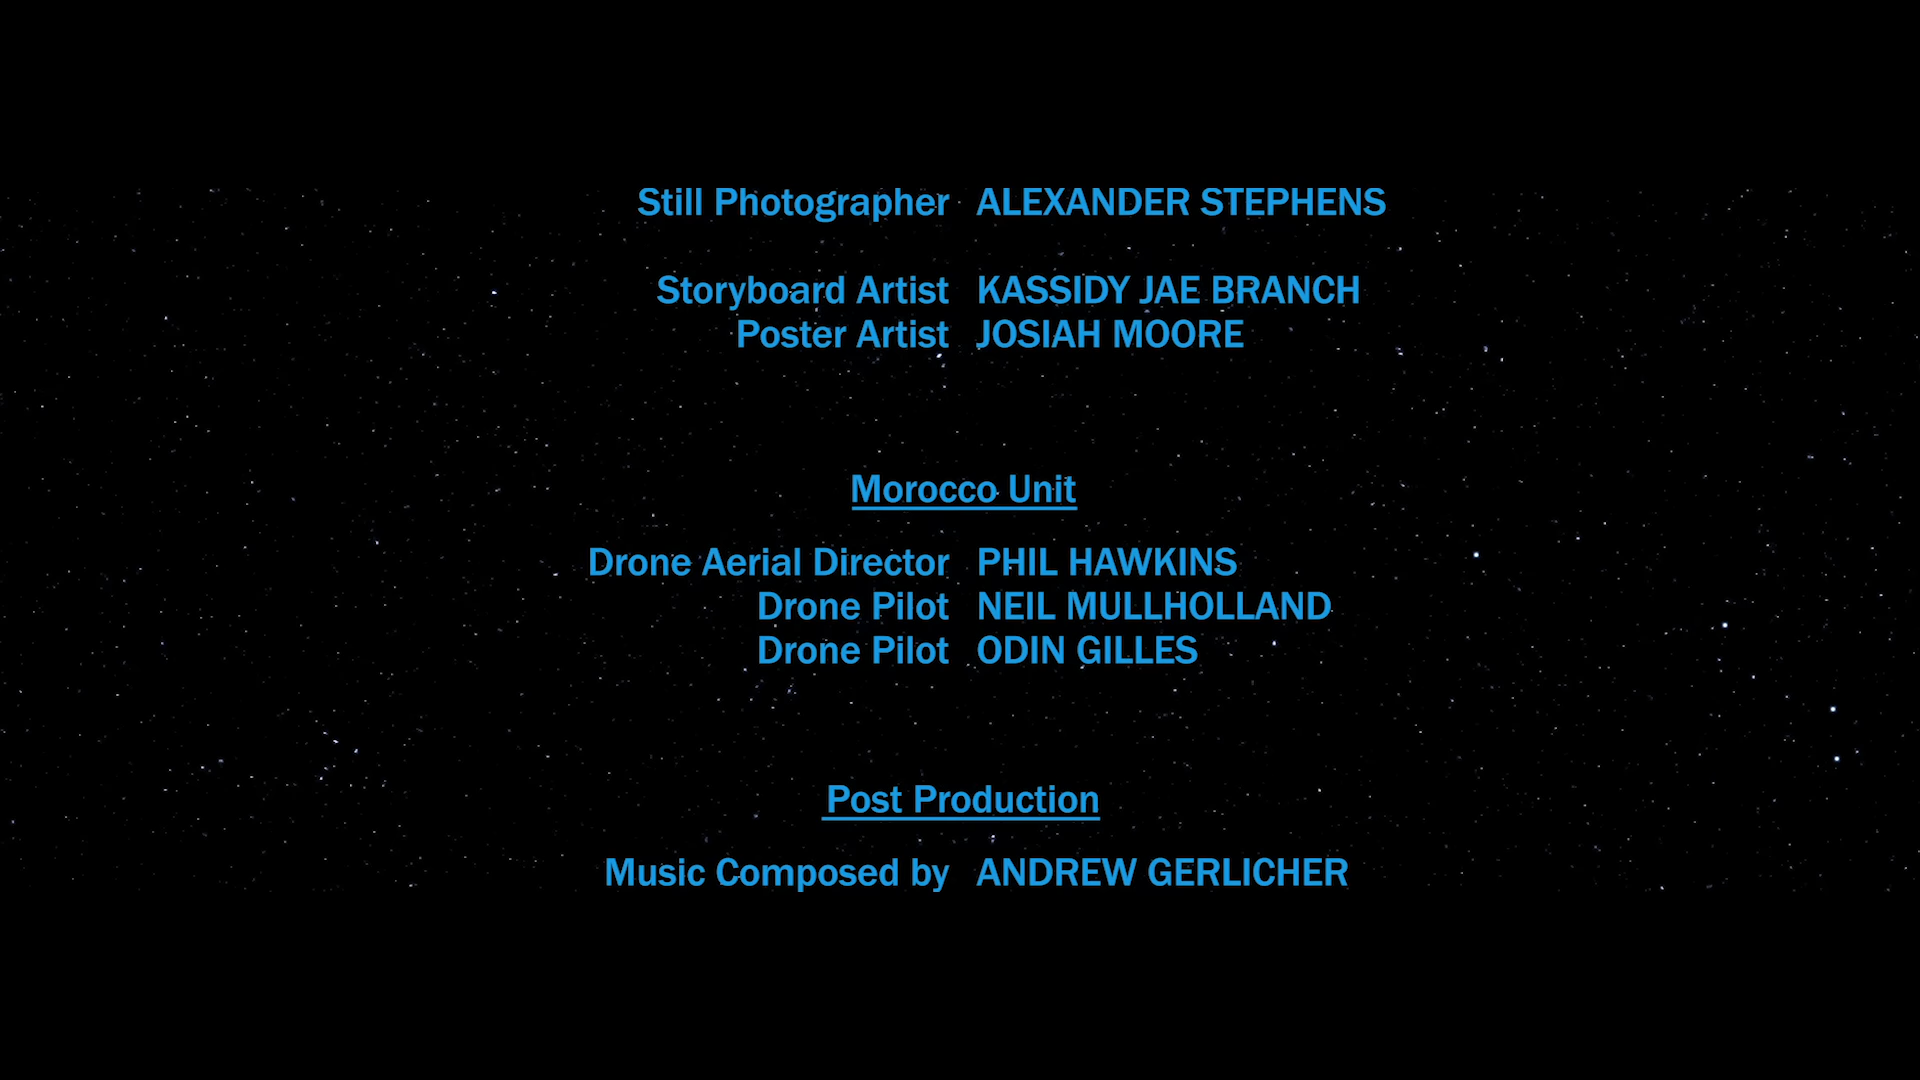 Still Photographer ALEXANDER STEPHENS
Storyboard Artist KASSIDY JAE BRANCH
Poster Artist JOSIAH MOORE
Morocco Unit
Drone Aerial Director PHIL HAWKINS
Drone Pilot NEIL MULLHOLLAND
Drone Pilot ODIN GILLES
Post Production
Music Composed by ANDREW GERLICHER